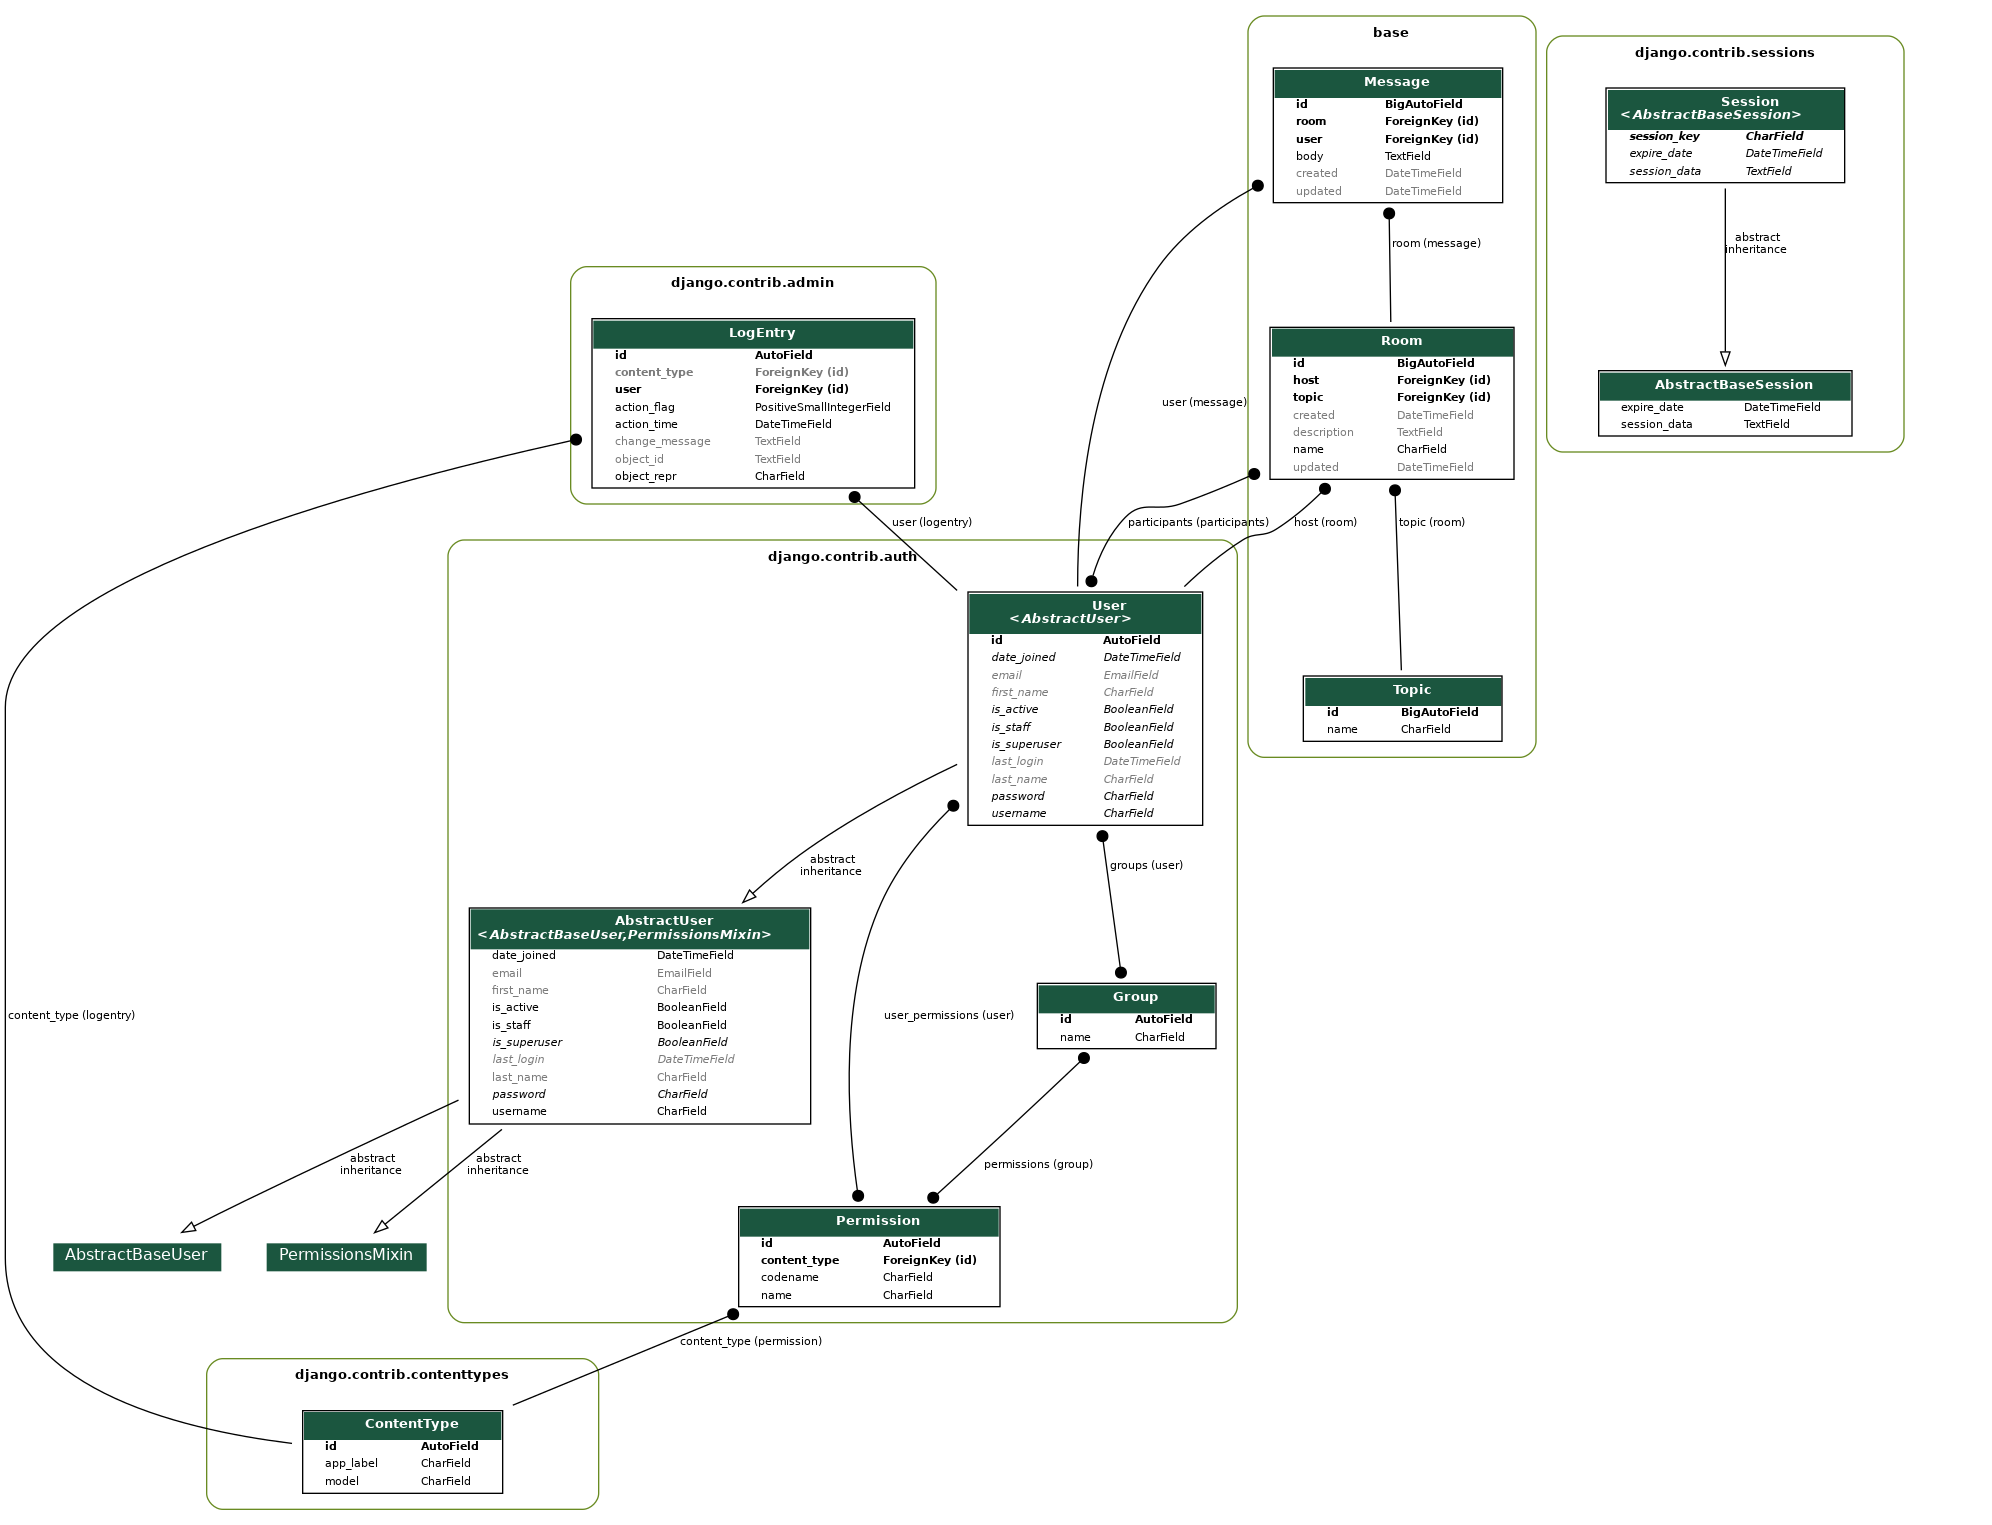 base
Message
id BigAutoField
room ForeignKey (id)
user ForeignKey (id)
body TextField
created DateTimeField
updated DateTimeField
room (message)
django.contrib.sessions
Session
<AbstractBaseSession>
session_key CharField
expire_date DateTimeField
session_data TextField
abstract
inheritance
AbstractBaseSession
expire_date DateTimeField
session_data TextField
django.contrib.admin
LogEntry
id AutoField
content_type ForeignKey (id)
user ForeignKey (id)
action_flag PositiveSmallIntegerField
action_time DateTimeField
change_message TextField
object_id TextField
object_repr CharField
user (message)
Room
id BigAutoField
host ForeignKey (id)
topic ForeignKey (id)
created DateTimeField
description TextField
name CharField
updated DateTimeField
user (logentry)
participants (participants)
host (room)
topic (room)
django.contrib.auth
User
<AbstractUser>
id AutoField
date_joined DateTimeField
email EmailField
first_name CharField
is_active BooleanField
is_staff BooleanField
is_superuser BooleanField
last_login DateTimeField
last_name CharField
password CharField
username CharField
Topic
id BigAutoField
name CharField
abstract
inheritance
groups (user)
AbstractUser
<AbstractBaseUser,PermissionsMixin>
date_joined DateTimeField
email EmailField
first_name CharField
is_active BooleanField
is_staff BooleanField
is_superuser BooleanField
last_login DateTimeField
last_name CharField
password CharField
username CharField
content_type (logentry)
user_permissions (user)
Group
id AutoField
name CharField
abstract
inheritance
abstract
inheritance
permissions (group)
AbstractBaseUser
PermissionsMixin
Permission
id AutoField
content_type ForeignKey (id)
codename CharField
name CharField
content_type (permission)
django.contrib.contenttypes
ContentType
id AutoField
app_label CharField
model CharField